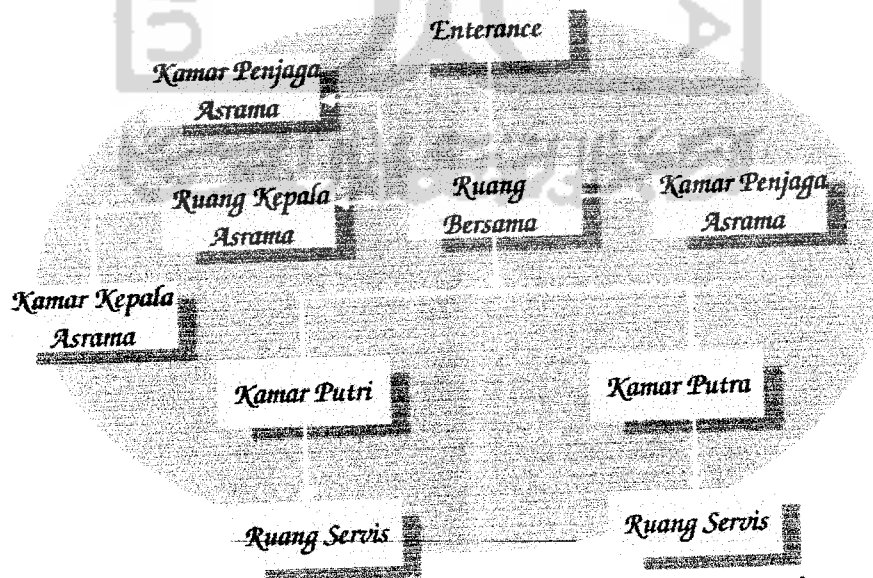 Enterance
Kamar Penjaga
Asrama
Ruang Kepala
Asrama
Ruang
Bersama
Kamar Penjaga
Asrama
Kamar Kepala
Asrama
Kamar Putri
Kamar Putra
Ruang Servis
Ruang Servis